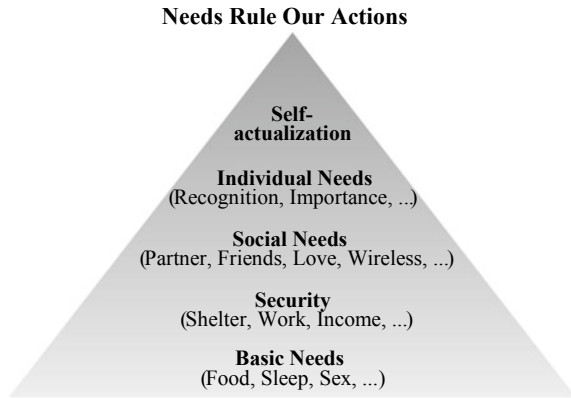 Needs Rule Our Actions
Self-
actualization
Individual Needs
(Recognition, Importance, ...)
Social Needs
(Partner, Friends, Love, Wireless, ...)
Security
(Shelter, Work, Income, ...)
Basic Needs
(Food, Sleep, Sex, ...)